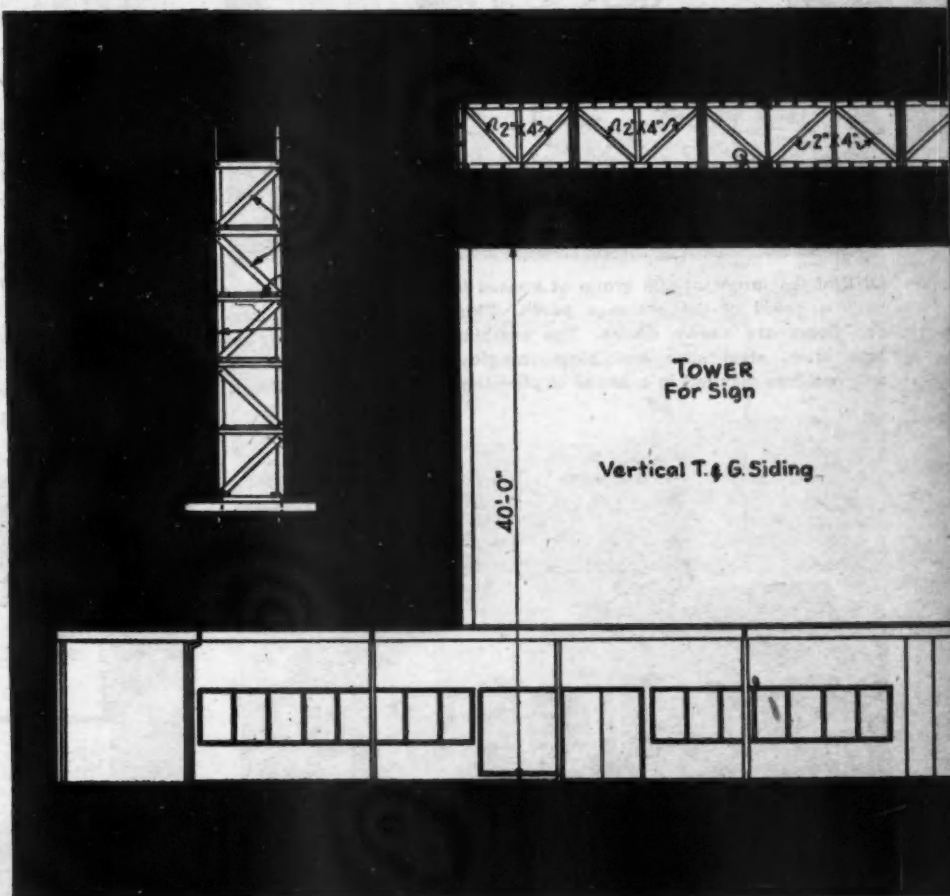 2"X4"
2"X4"
2"X4"
TOWER
For Sign
Vertical T. & G. Siding
40'-0"